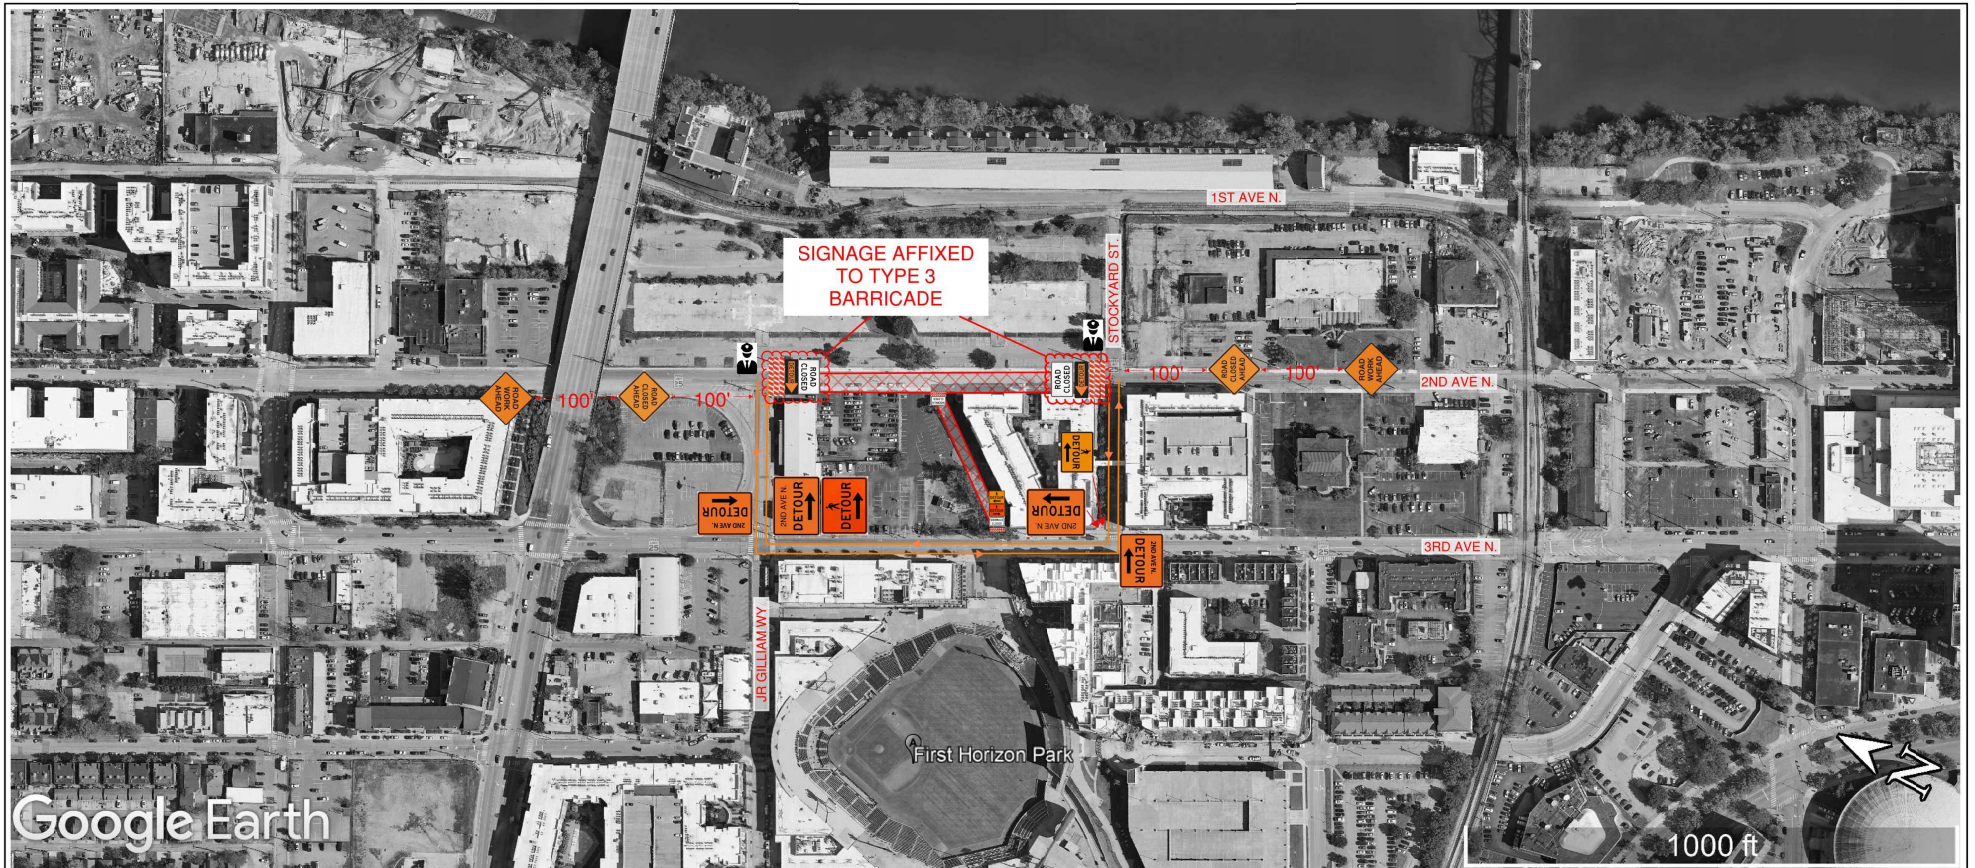 1ST AVE N.
SIGNAGE AFFIXED
TO TYPE 3
BARRICADE
STOCKYARD ST.
ROAD
WORK
AHEAD
100'
ROAD
CLOSED
AHEAD
100'
DETOUR
ROAD
CLOSED
ROAD
CLOSED
DETOUR
100'
ROAD
CLOSED
AHEAD
100'
ROAD
WORK
AHEAD
2ND AVE N.
DETOUR
2ND AVE N.
DETOUR
2ND AVE N.
DETOUR
DETOUR
2ND AVE N.
DETOUR
2ND AVE N.
DETOUR
3RD AVE N.
JR GILLIAM WY
First Horizon Park
N
Google Earth
1000 ft